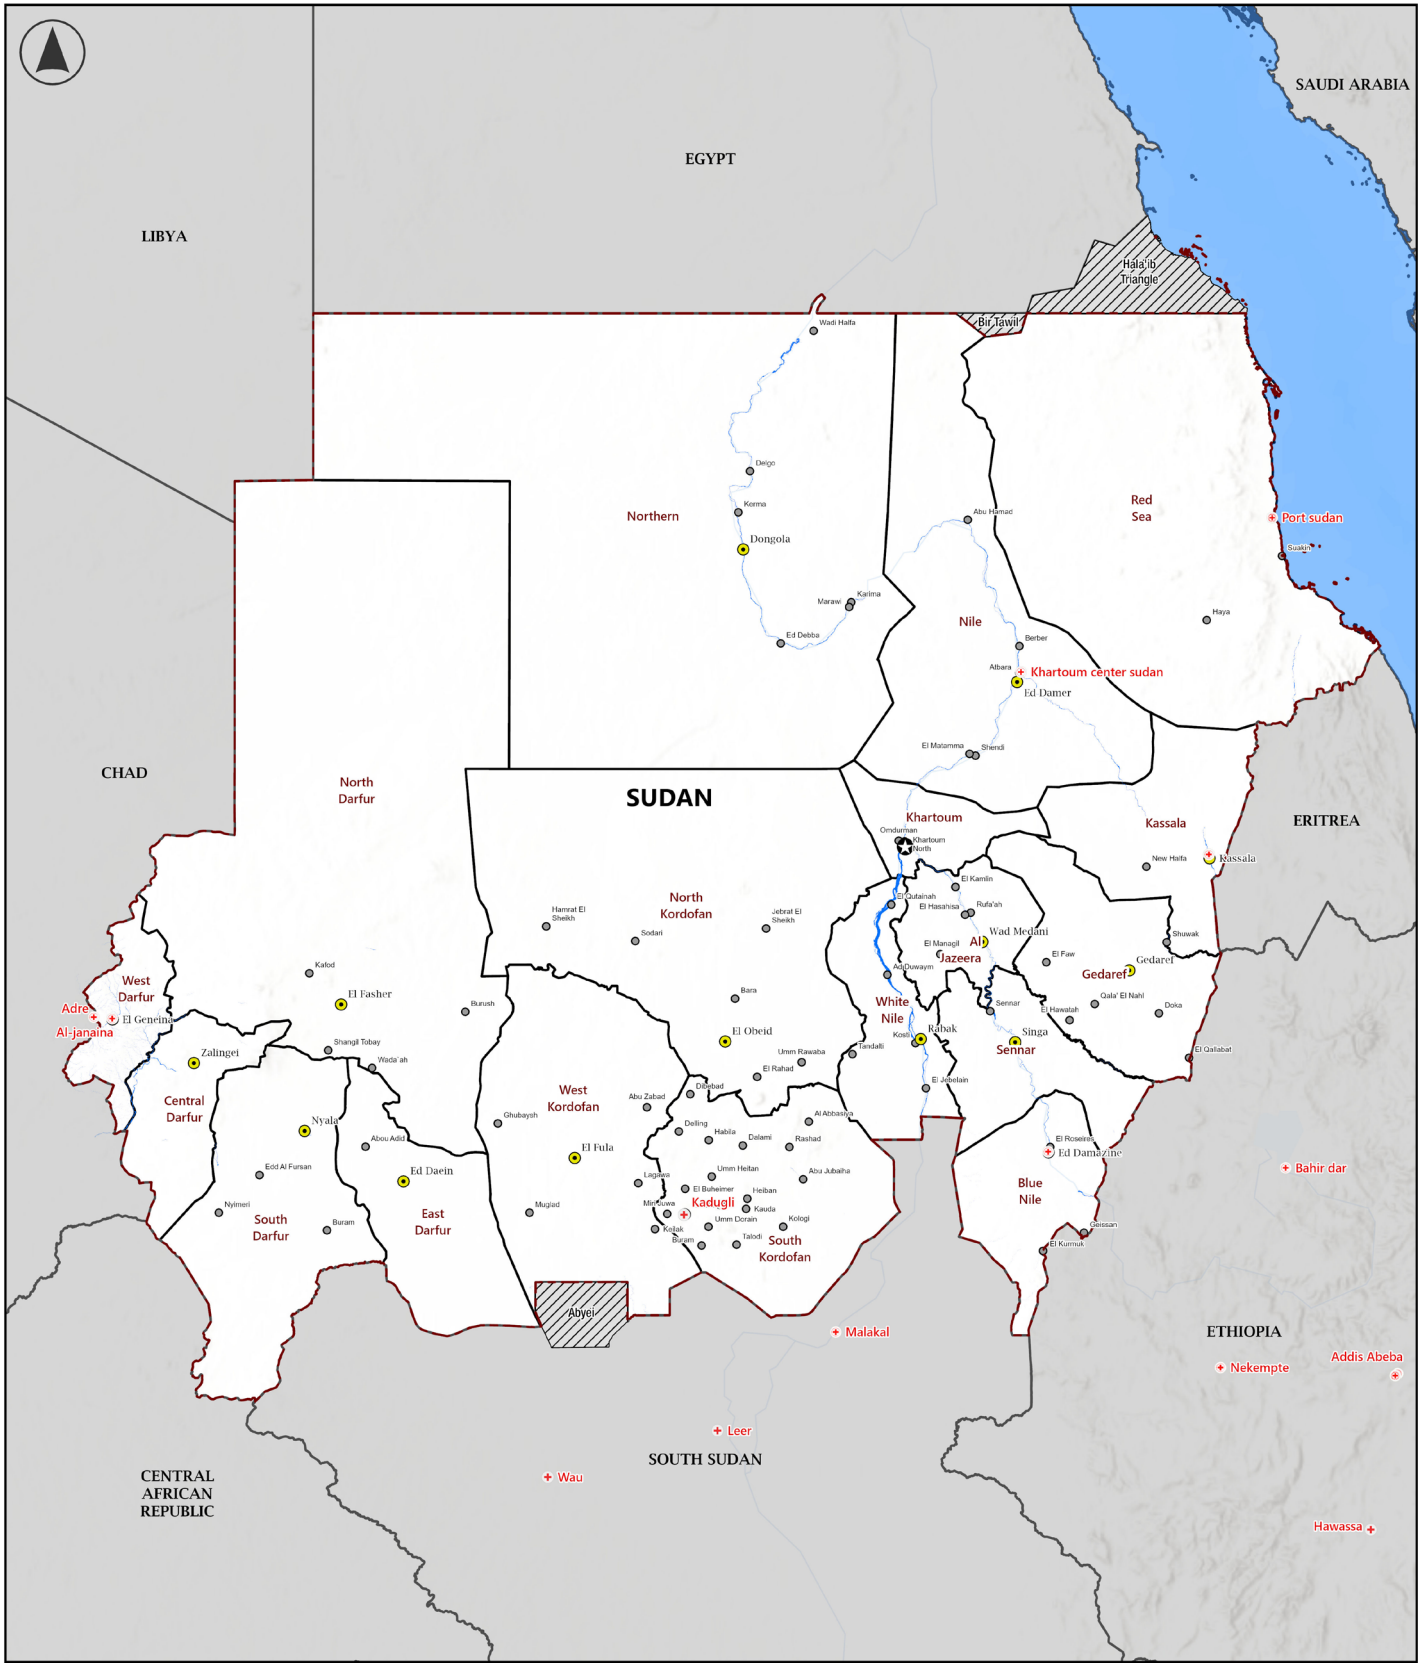 SAUDI ARABIA
EGYPT
LIBYA
Hala'ib
Triangle
Bir Tawil
Wadi Halfa
Delgo
Kerma
Dongola
Northern
Abu Hamad
Red
Sea
Port sudan
Suakin
Karima
Marawi
Haya
Nile
Ed Debba
Berber
Atbara
Khartoum center sudan
Ed Damer
El Matamma
Shendi
CHAD
North
Darfur
SUDAN
Khartoum
Kassala
ERITREA
Omdurman
Khartoum
North
New Halfa
Kassala
El Kamlin
North
Kordofan
El Qutainah
El Hasahisa
Rufa'ah
Hamrat El
Sheikh
Jebrat El
Sheikh
Sodari
Al
Jazeera
Wad Medani
El Managil
Shuwak
El Faw
Gedaref
Gedaref
Kafod
Ad Duwaym
West
Darfur
El Fasher
Burush
Bara
White
Nile
Sennar
El Hawatah
Qala' El Nahl
Doka
Adre
Al-janaina
El Geneina
El Obeid
Kosti
Rabak
Singa
Sennar
Shangil Tobay
Zalingei
Wada'ah
Tandalti
El Qallabat
Umm Rawaba
El Rahad
Central
Darfur
West
Kordofan
Dibebad
El Jebelain
Abu Zabad
Nyala
Ghubaysh
Al Abbasiya
Delling
Habila
Dalami
Rashad
Abou Adid
El Fula
El Roseires
Ed Damazine
Bahir dar
Edd Al Fursan
Ed Daein
Lagawa
Umm Heitan
Abu Jubaiha
Blue
Nile
El Buheimer
Heiban
Nyimeri
Muglad
Miri Juwa
Kadugli
Kauda
South
Darfur
Buram
East
Darfur
Keilak
Umm Dorain
Kologi
Buram
Talodi
South
Kordofan
Geissan
El Kurmuk
Abyei
Malakal
ETHIOPIA
Nekempte
Addis Abeba
Leer
SOUTH SUDAN
Wau
CENTRAL
AFRICAN
REPUBLIC
Hawassa